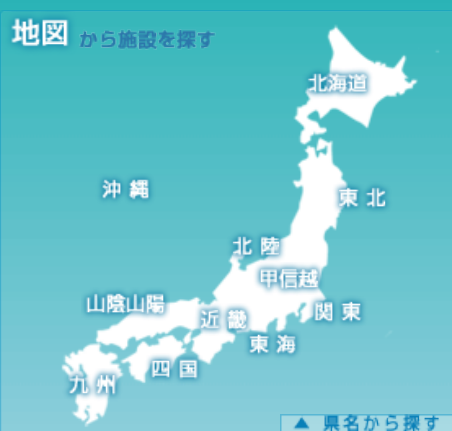 地図 から施設を探す
北海道
沖縄
東北
北陸
甲信越
山陰山陽
近畿
関東
東海
四国
九州
▲ 県名から探す